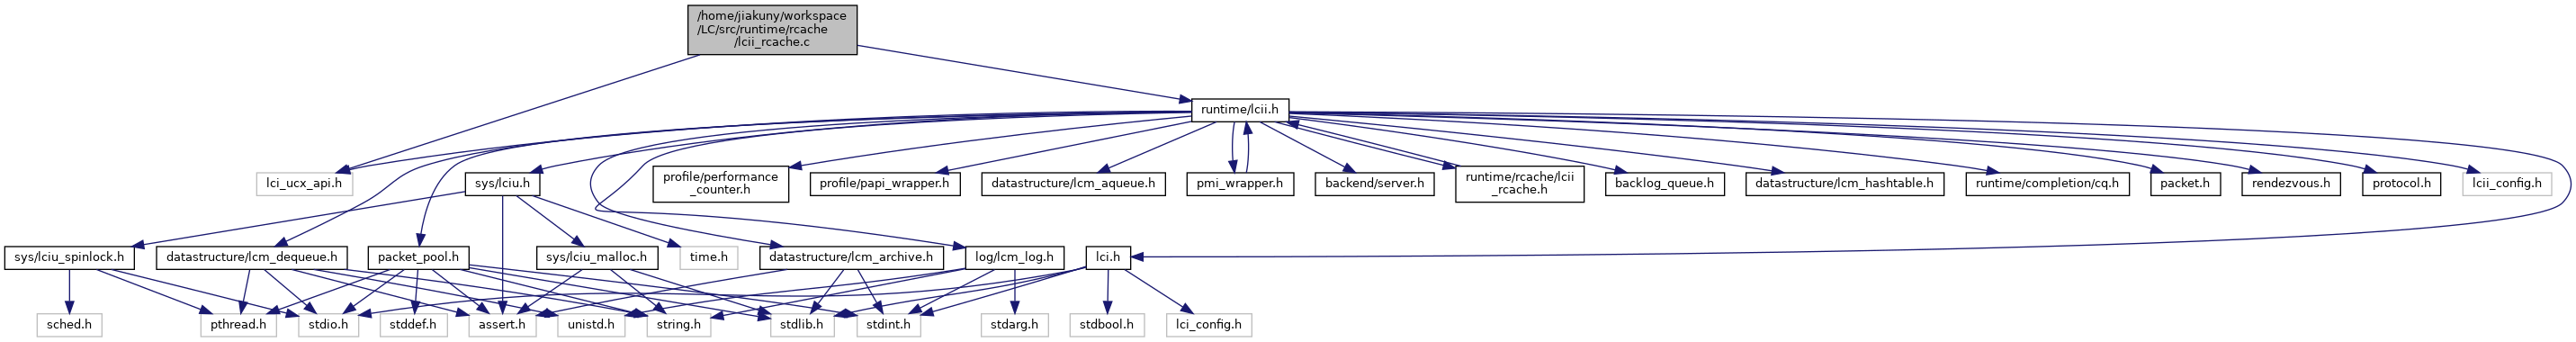 /home/jiakuny/workspace
/LC/src/runtime/rcache
/lcii_rcache.c
runtime/lcii.h
lci_ucx_api.h
sys/lciu.h
profile/performance
_counter.h
profile/papi_wrapper.h
datastructure/lcm_aqueue.h
pmi_wrapper.h
backend/server.h
runtime/rcache/lcii
_rcache.h
backlog_queue.h
datastructure/lcm_hashtable.h
runtime/completion/cq.h
packet.h
rendezvous.h
protocol.h
lcii_config.h
sys/lciu_spinlock.h
datastructure/lcm_dequeue.h
packet_pool.h
sys/lciu_malloc.h
time.h
datastructure/lcm_archive.h
log/lcm_log.h
lci.h
sched.h
pthread.h
stdio.h
stddef.h
assert.h
unistd.h
string.h
stdlib.h
stdint.h
stdarg.h
stdbool.h
lci_config.h